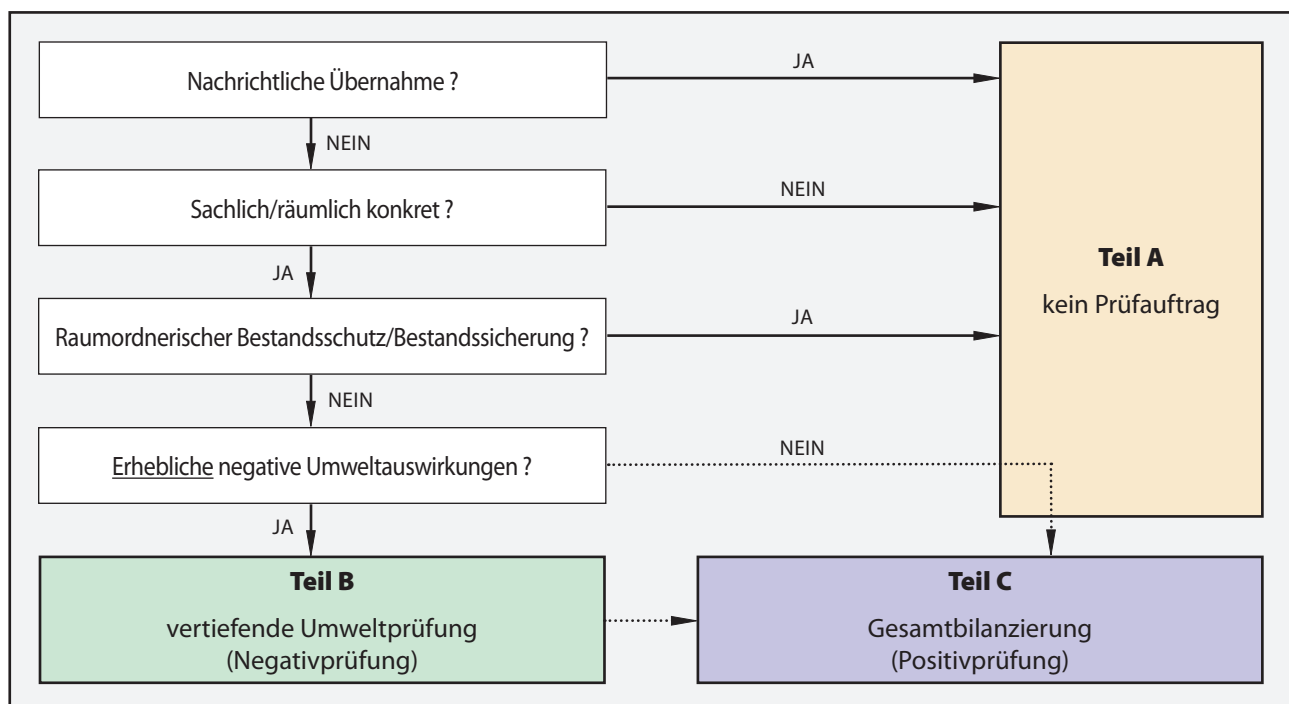 Nachrichtliche Übernahme ?
JA
NEIN
Sachlich/räumlich konkret ?
NEIN
JA
Raumordnerischer Bestandsschutz/Bestandssicherung ?
JA
NEIN
Erhebliche negative Umweltauswirkungen ?
NEIN
JA
Teil A
kein Prüfauftrag
Teil B
vertiefende Umweltprüfung
(Negativprüfung)
Teil C
Gesamtbilanzierung
(Positivprüfung)